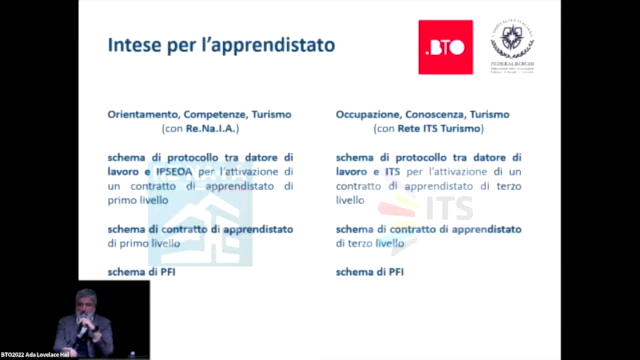 Intese per l'apprendistato
.BTO
FEDERALBERGHI
Orientamento, Competenze, Turismo
(con Re.Na.I.A.)
schema di protocollo tra datore di
lavoro e IPSEOA per l'attivazione di
un contratto di apprendistato di
primo livello
schema di contratto di apprendistato
di primo livello
schema di PFI
Occupazione, Conoscenza, Turismo
(con Rete ITS Turismo)
schema di protocollo tra datore di
lavoro e ITS per l'attivazione di un
contratto di apprendistato di terzo
livello
ITS
schema di contratto di apprendistato
di terzo livello
schema di PFI
BTO2022 Ada Lovelace Hall